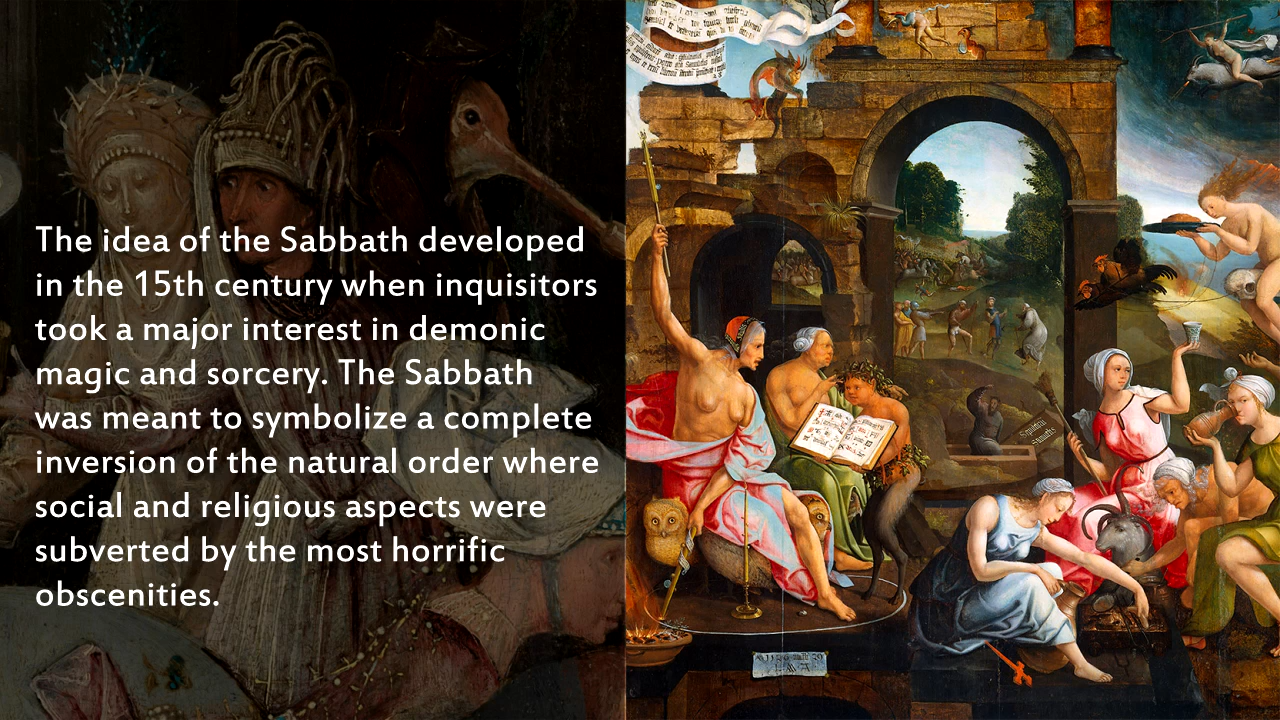 The idea of the Sabbath developed
in the 15th century when inquisitors
took a major interest in demonic
magic and sorcery. The Sabbath
was meant to symbolize a complete
inversion of the natural order where
social and religious aspects were
subverted by the most horrific
obscenities.